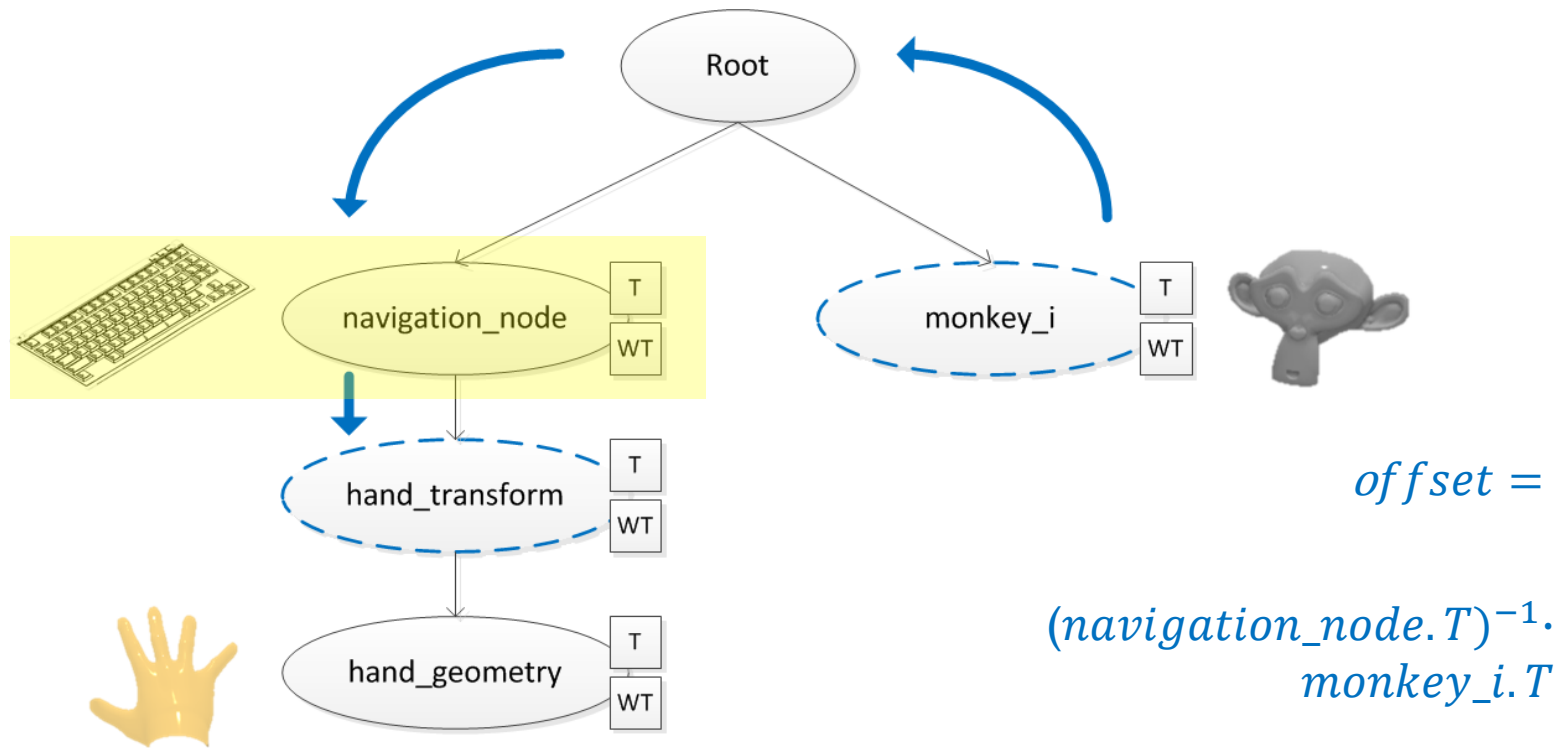 Root
navigation_node
T
WT
monkey_i
T
WT
hand_transform
T
WT
offset =
hand_geometry
T
WT
(navigation_node.T)⁻¹·
monkey_i.T